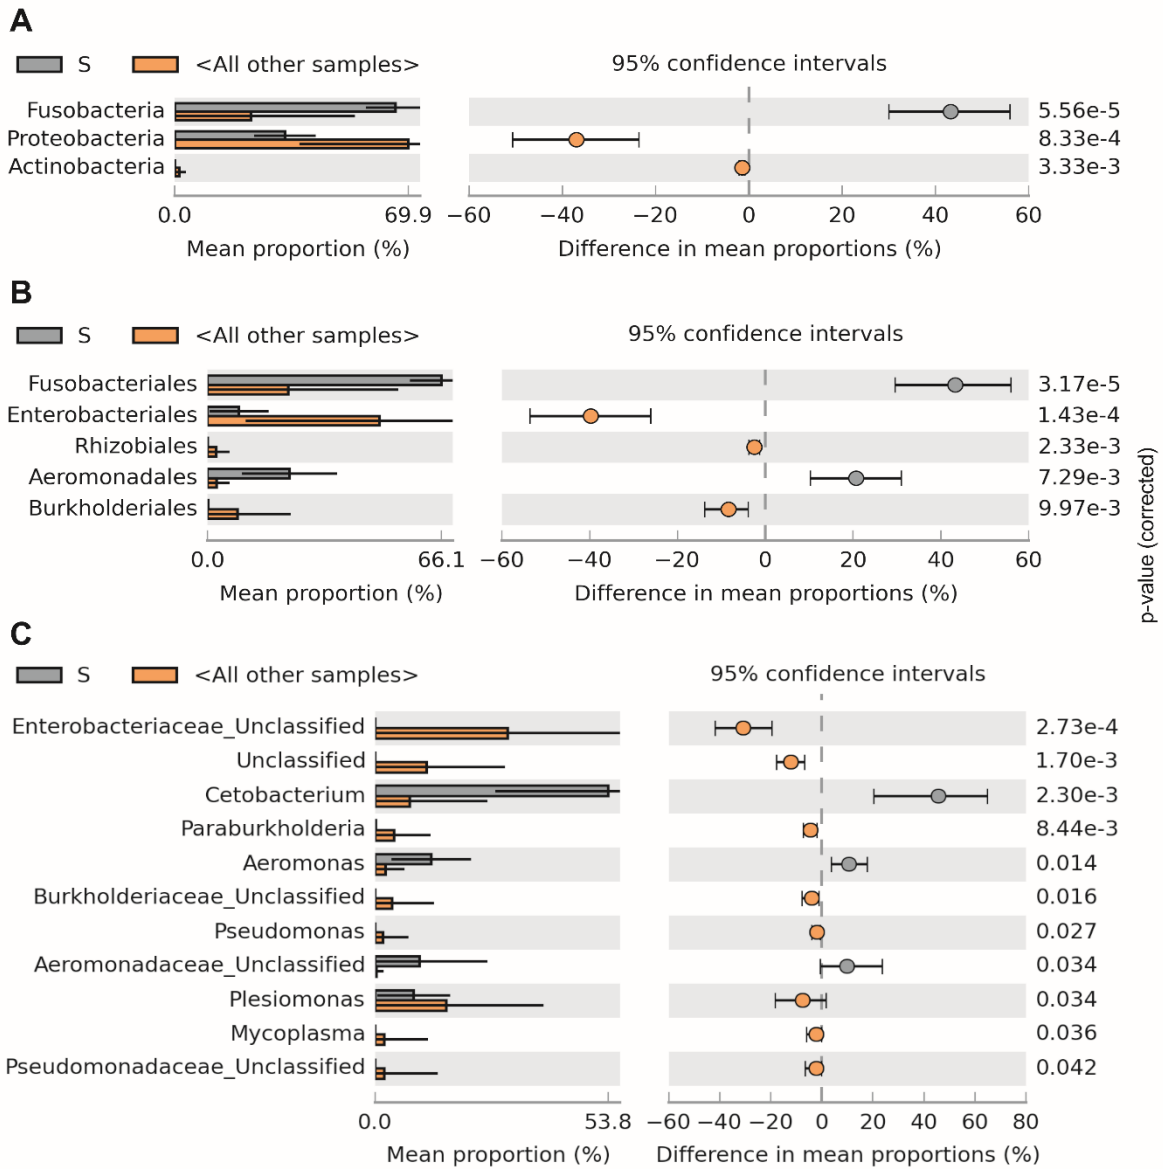 A
S <All other samples> 95% confidence intervals
Fusobacteria 5.56e-5
Proteobacteria 8.33e-4
Actinobacteria 3.33e-3
0.0 69.9 −60 −40 −20 0 20 40 60
Mean proportion (%) Difference in mean proportions (%)
B
S <All other samples> 95% confidence intervals
Fusobacteriales 3.17e-5
Enterobacteriales 1.43e-4
Rhizobiales 2.33e-3
Aeromonadales 7.29e-3
Burkholderiales 9.97e-3
0.0 66.1 −60 −40 −20 0 20 40 60
Mean proportion (%) Difference in mean proportions (%)
p-value (corrected)
C
S <All other samples> 95% confidence intervals
Enterobacteriaceae_Unclassified 2.73e-4
Unclassified 1.70e-3
Cetobacterium 2.30e-3
Paraburkholderia 8.44e-3
Aeromonas 0.014
Burkholderiaceae_Unclassified 0.016
Pseudomonas 0.027
Aeromonadaceae_Unclassified 0.034
Plesiomonas 0.034
Mycoplasma 0.036
Pseudomonadaceae_Unclassified 0.042
0.0 53.8 −60 −40 −20 0 20 40 60 80
Mean proportion (%) Difference in mean proportions (%)